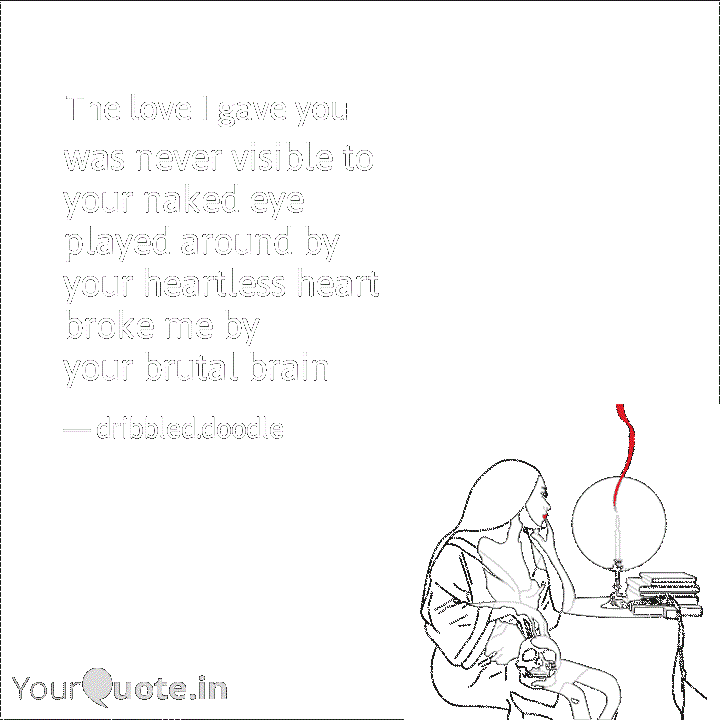 The love I gave you
was never visible to
your naked eye
played around by
your heartless heart
broke me by
your brutal brain
— dribbled.doodle
YourQuote.in